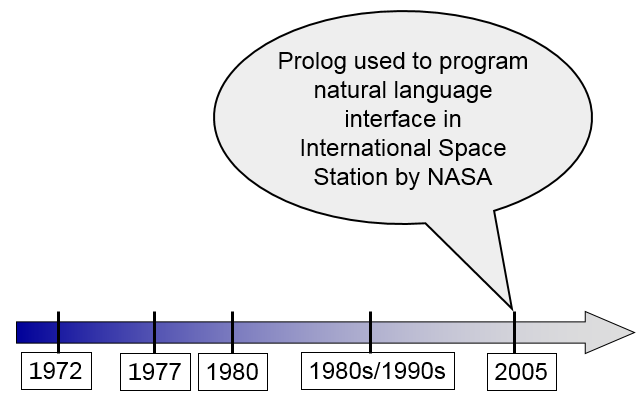 Prolog used to program
natural language
interface in
International Space
Station by NASA
1972
1977
1980
1980s/1990s
2005